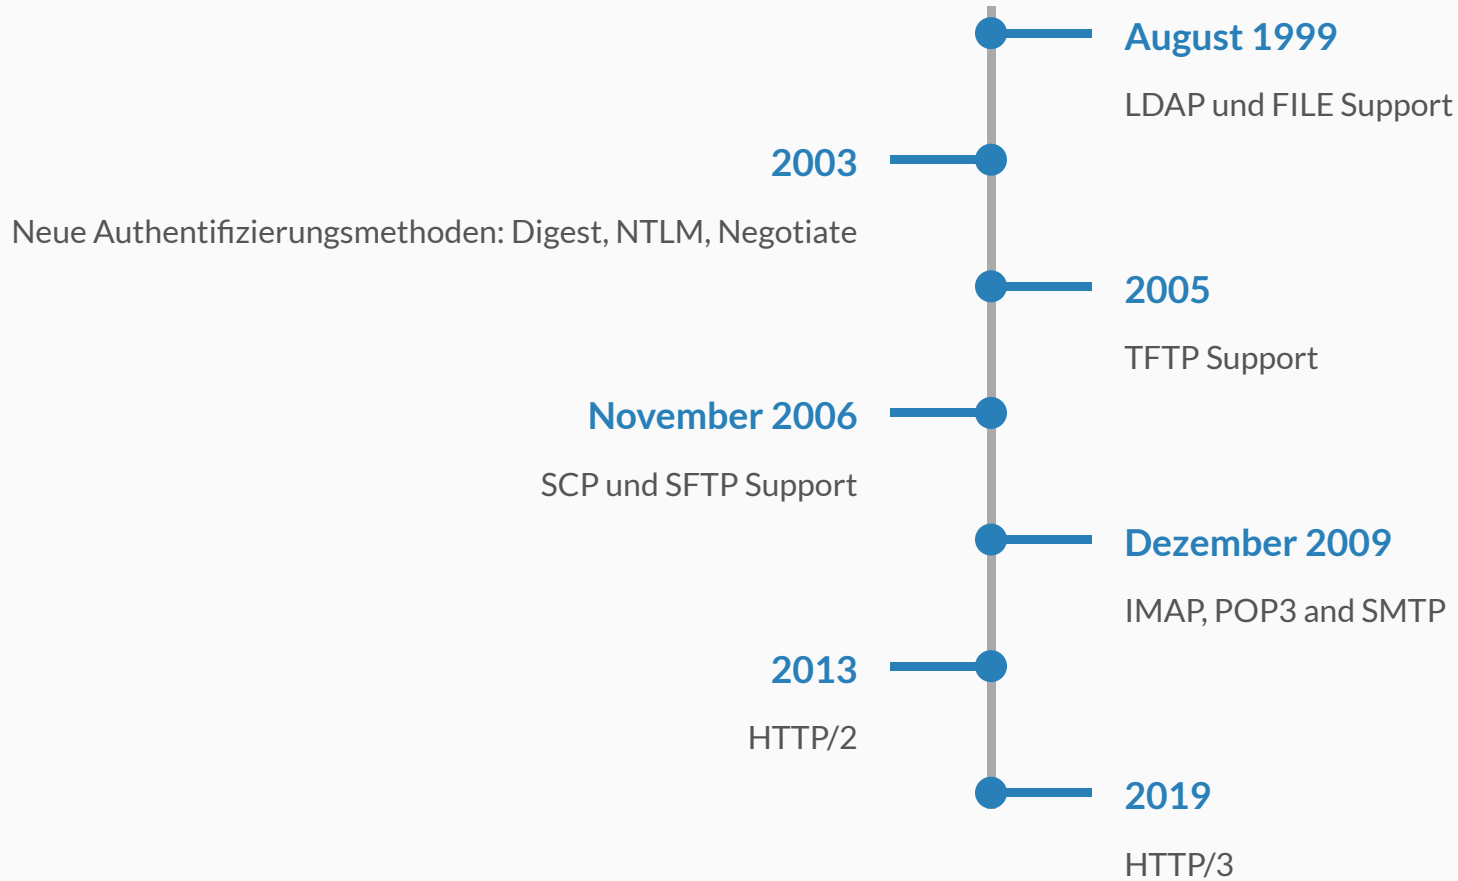 August 1999
LDAP und FILE Support
2003
Neue Authentifizierungsmethoden: Digest, NTLM, Negotiate
2005
TFTP Support
November 2006
SCP und SFTP Support
Dezember 2009
IMAP, POP3 and SMTP
2013
HTTP/2
2019
HTTP/3